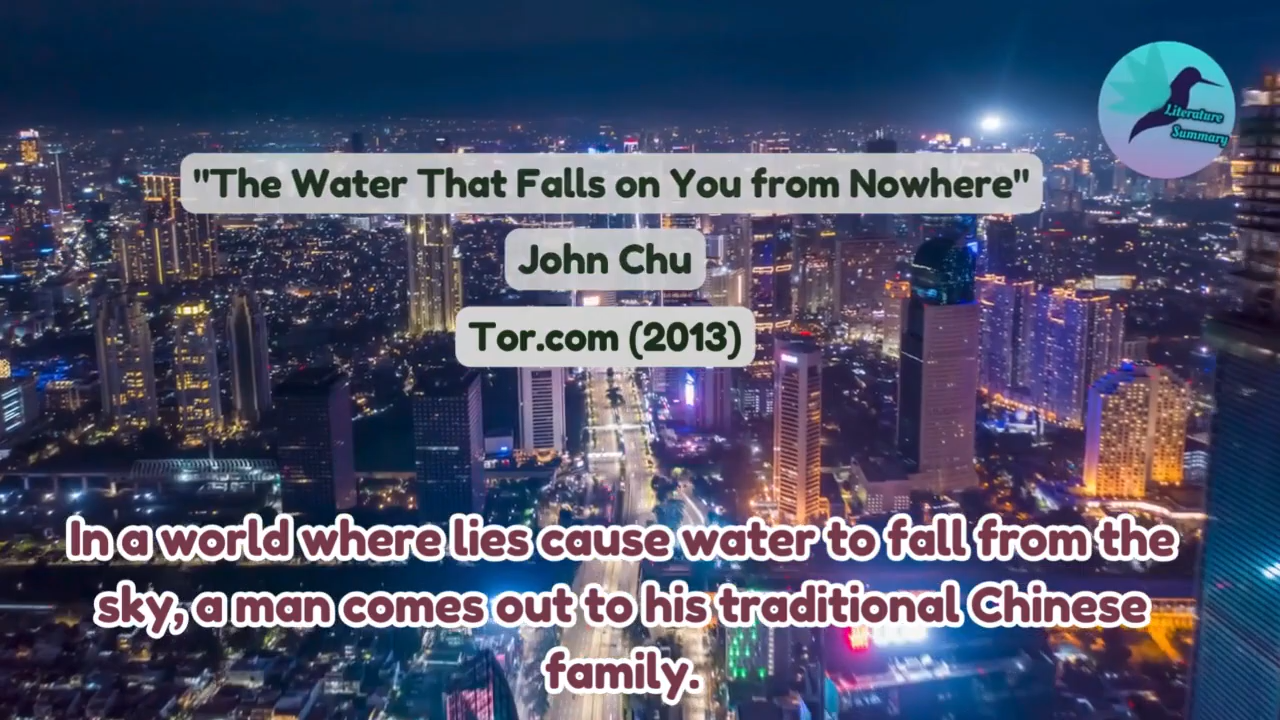 Literature
Summary
"The Water That Falls on You from Nowhere"
John Chu
Tor.com (2013)
In a world where lies cause water to fall from the
sky, a man comes out to his traditional Chinese
family.